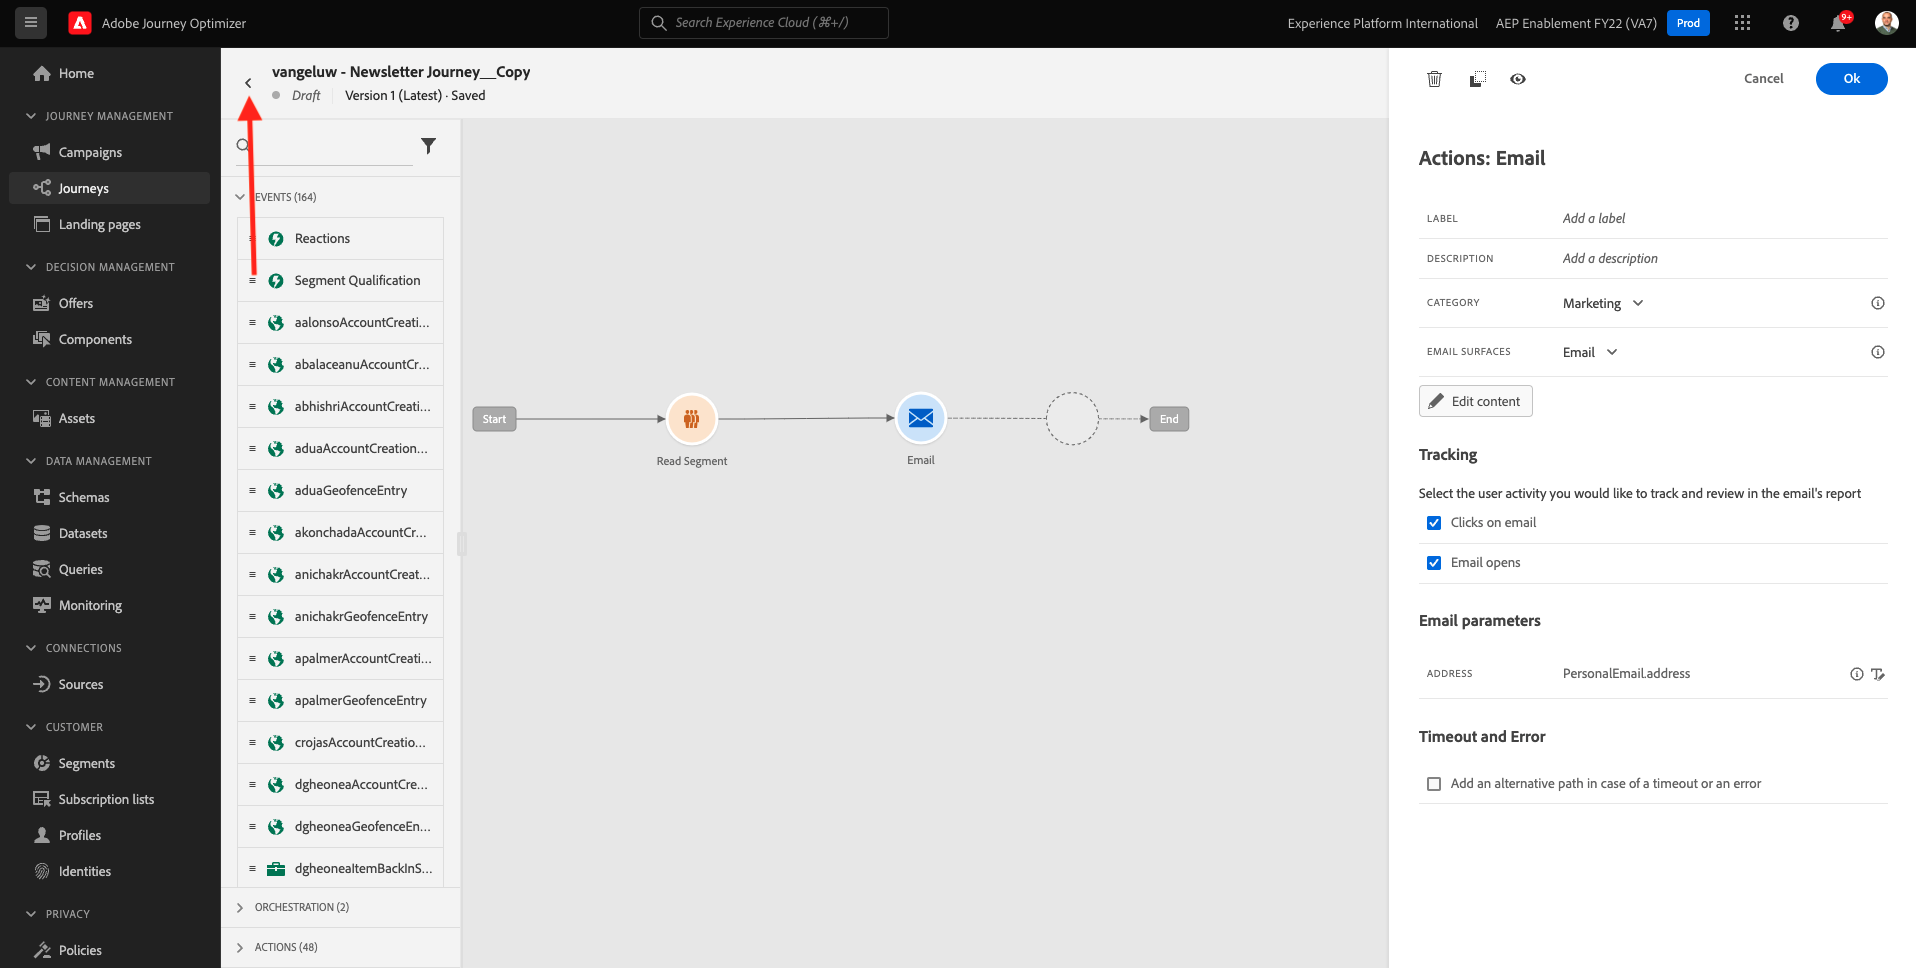 Adobe Journey Optimizer
Search Experience Cloud (⌘+/)
Experience Platform International
AEP Enablement FY22 (VA7)
Prod
9+
Home
JOURNEY MANAGEMENT
Campaigns
Journeys
Landing pages
DECISION MANAGEMENT
Offers
Components
CONTENT MANAGEMENT
Assets
DATA MANAGEMENT
Schemas
Datasets
Queries
Monitoring
CONNECTIONS
Sources
CUSTOMER
Segments
Subscription lists
Profiles
Identities
PRIVACY
Policies
vangeluw - Newsletter Journey__Copy
Draft
Version 1 (Latest) · Saved
EVENTS (164)
Reactions
Segment Qualification
aalonsoAccountCreati...
abalaceanuAccountCr...
abhishriAccountCreati...
aduaAccountCreation...
aduaGeofenceEntry
akonchadaAccountCr...
anichakrAccountCreat...
anichakrGeofenceEntry
apalmerAccountCreati...
apalmerGeofenceEntry
crojasAccountCreatio...
dgheoneaAccountCre...
dgheoneaGeofenceEn...
dgheoneaItemBackInS...
ORCHESTRATION (2)
ACTIONS (48)
Start
Read Segment
Email
End
Cancel
Ok
Actions: Email
LABEL
Add a label
DESCRIPTION
Add a description
CATEGORY
Marketing
EMAIL SURFACES
Email
Edit content
Tracking
Select the user activity you would like to track and review in the email's report
Clicks on email
Email opens
Email parameters
ADDRESS
PersonalEmail.address
Timeout and Error
Add an alternative path in case of a timeout or an error